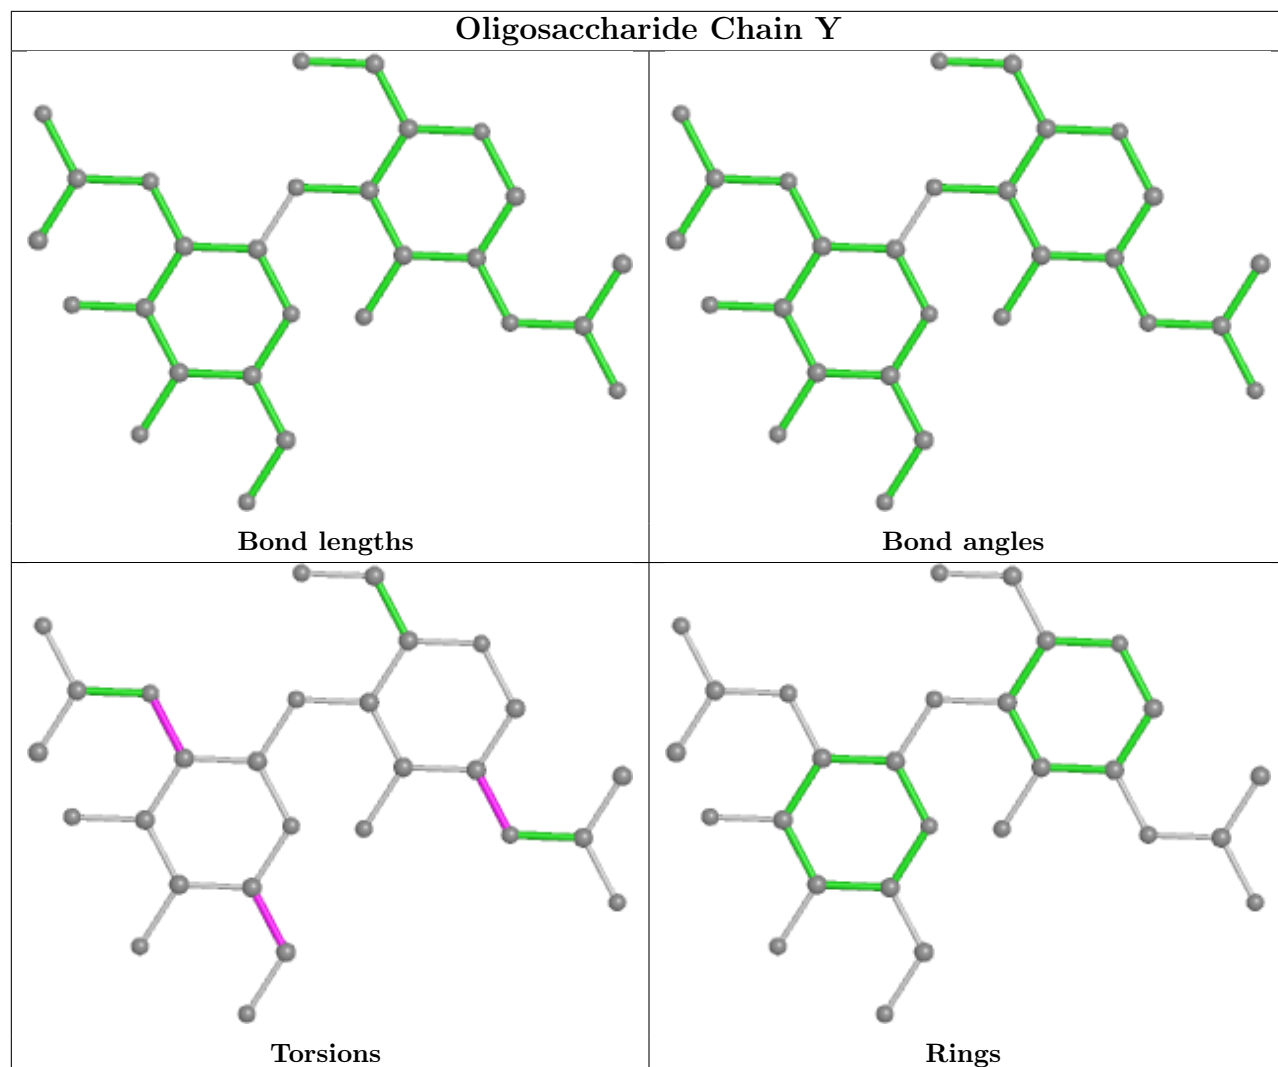 Oligosaccharide Chain Y
Bond lengths
Bond angles
Torsions
Rings